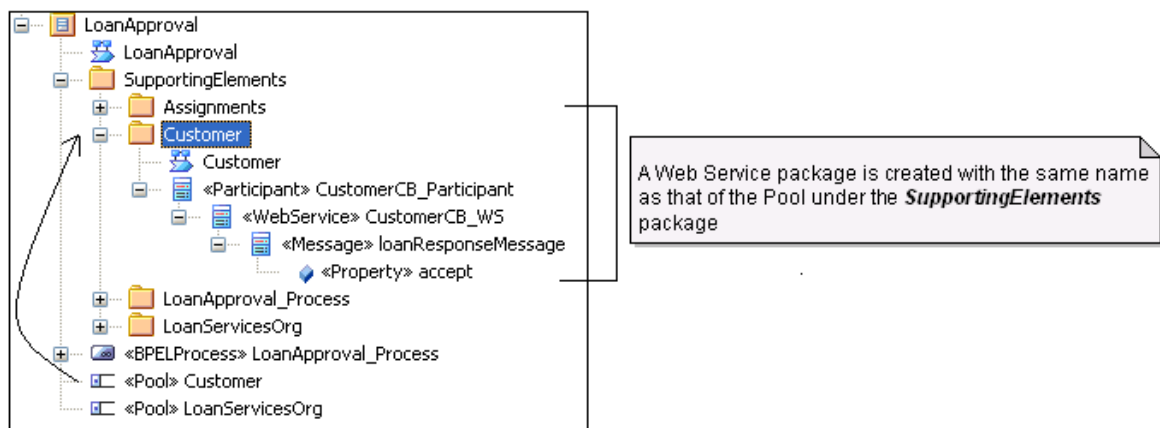 LoanApproval
LoanApproval
SupportingElements
Assignments
Customer
Customer
«Participant» CustomerCB_Participant
«WebService» CustomerCB_WS
«Message» loanResponseMessage
«Property» accept
LoanApproval_Process
LoanServicesOrg
«BPELProcess» LoanApproval_Process
«Pool» Customer
«Pool» LoanServicesOrg
A Web Service package is created with the same name
as that of the Pool under the SupportingElements
package